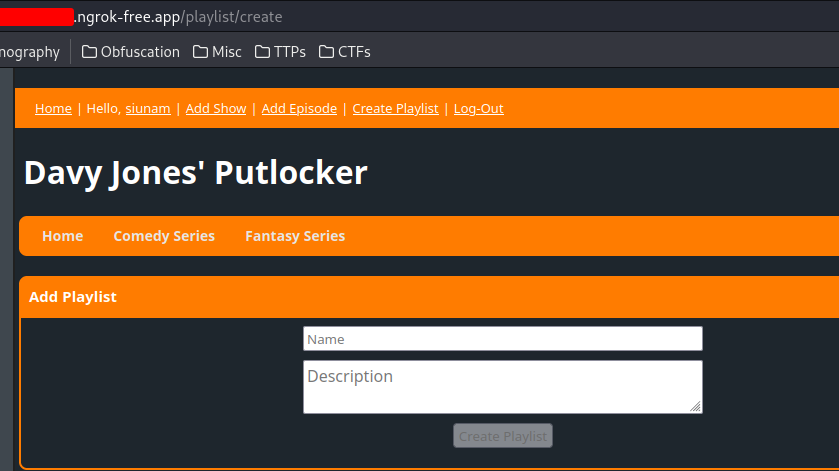 .ngrok-free.app/playlist/create
nography Obfuscation Misc TTPs CTFs
Home | Hello, siunam | Add Show | Add Episode | Create Playlist | Log-Out
Davy Jones' Putlocker
Home Comedy Series Fantasy Series
Add Playlist
Name
Description
Create Playlist